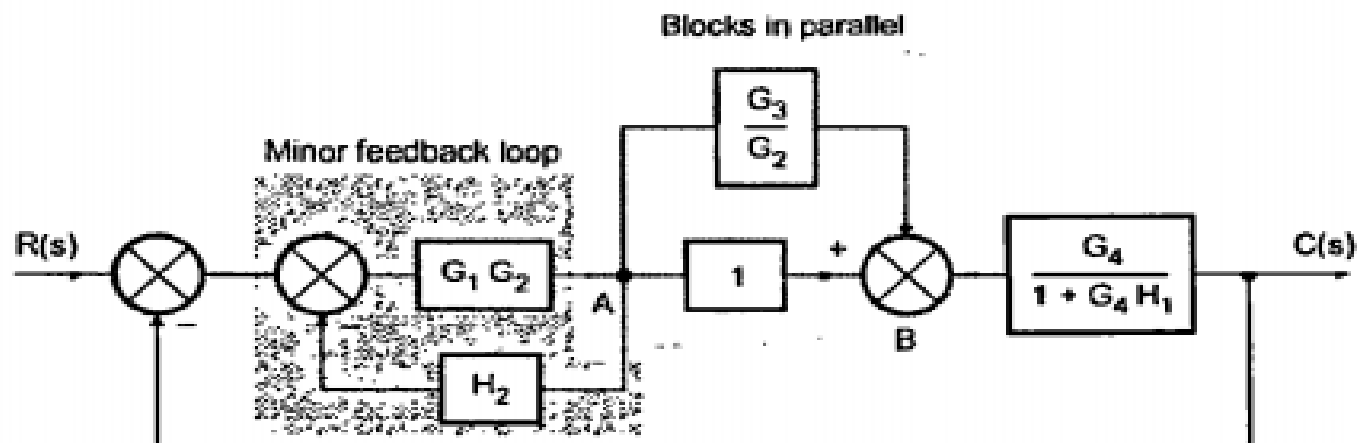 Blocks in parallel
G₃
G₂
Minor feedback loop
R(s)
G₁ G₂
A
1
+
B
G₄
1 + G₄ H₁
C(s)
−
−
H₂